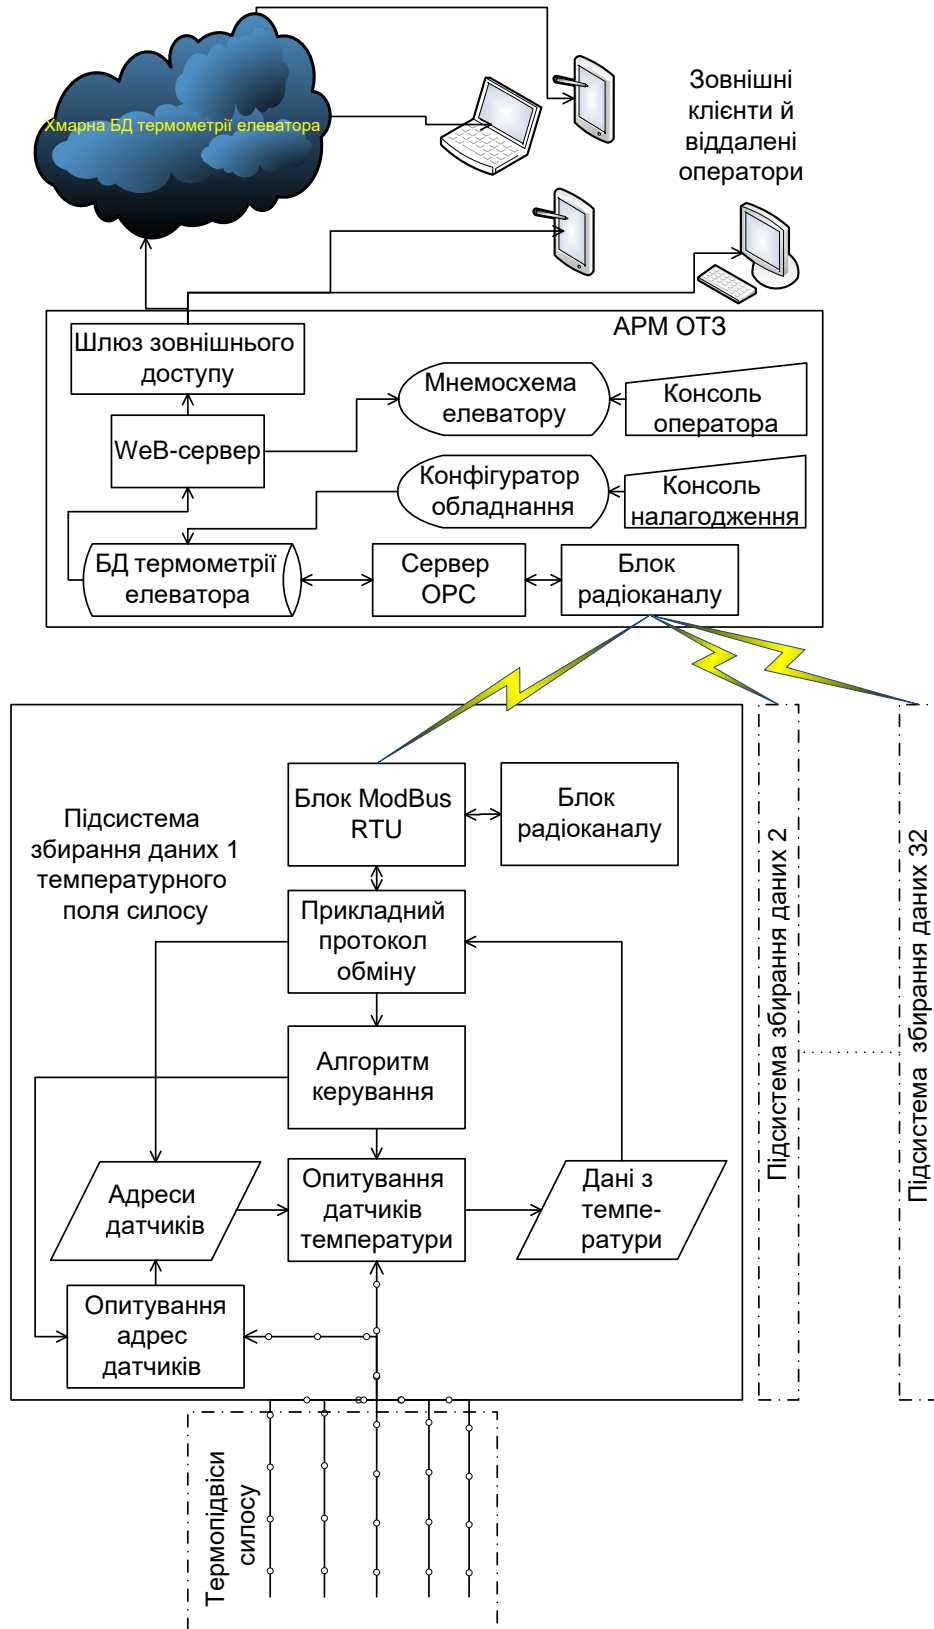 Хмарна БД термометрії елеватора
Зовнішні
клієнти й
віддалені
оператори
АРМ ОТЗ
Шлюз зовнішнього
доступу
Мнемосхема
елеватору
Консоль
оператора
WeB-сервер
Конфігуратор
обладнання
Консоль
налагодження
БД термометрії
елеватора
Сервер
ОРС
Блок
радіоканалу
Підсистема
збирання даних 1
температурного
поля силосу
Блок ModBus
RTU
Блок
радіоканалу
Прикладний
протокол
обміну
Алгоритм
керування
Адреси
датчиків
Опитування
датчиків
температури
Дані з
темпе-
ратури
Опитування
адрес
датчиків
Підсистема збирання даних 2
Підсистема збирання даних 32
Термопідвіси
силосу